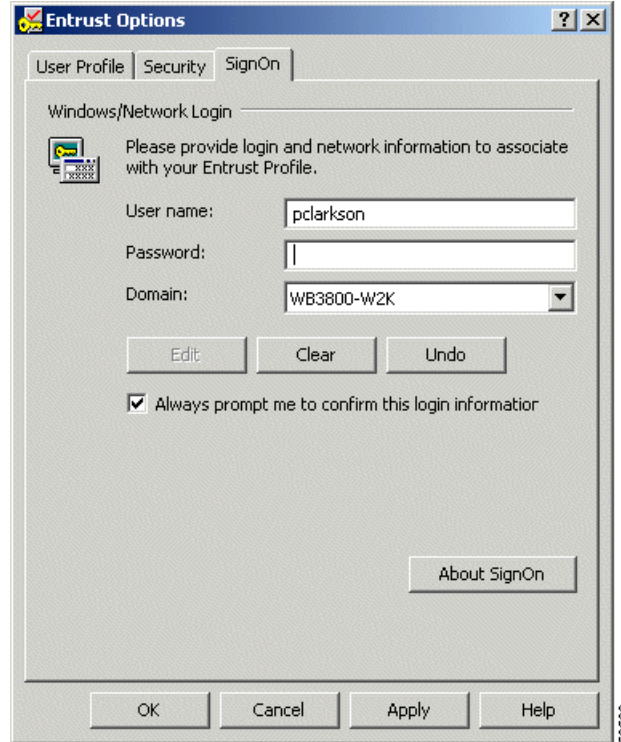 Entrust Options
User Profile
Security
SignOn
Windows/Network Login
Please provide login and network information to associate
with your Entrust Profile.
User name:
pclarkson
Password:
Domain:
WB3800-W2K
Edit
Clear
Undo
Always prompt me to confirm this login information
About SignOn
OK
Cancel
Apply
Help